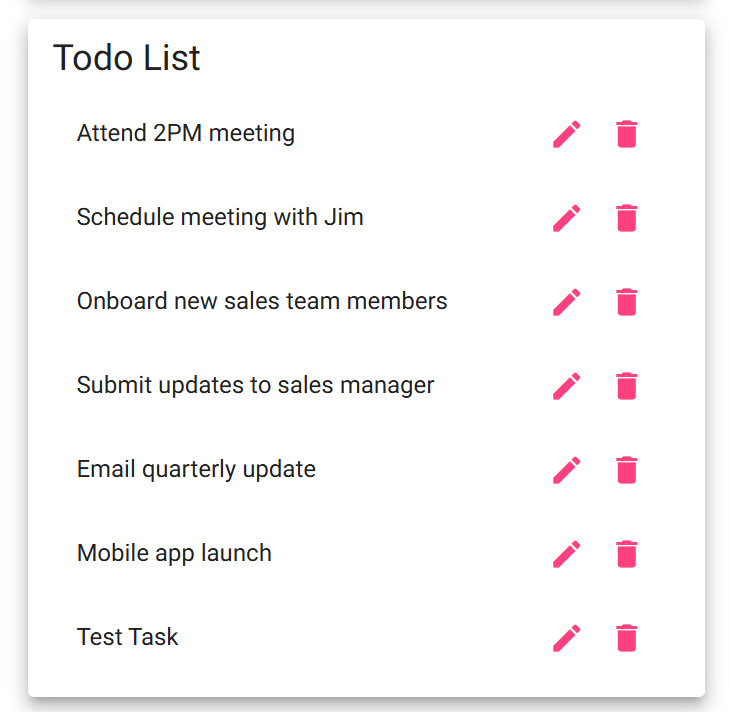 Todo List
Attend 2PM meeting
Schedule meeting with Jim
Onboard new sales team members
Submit updates to sales manager
Email quarterly update
Mobile app launch
Test Task